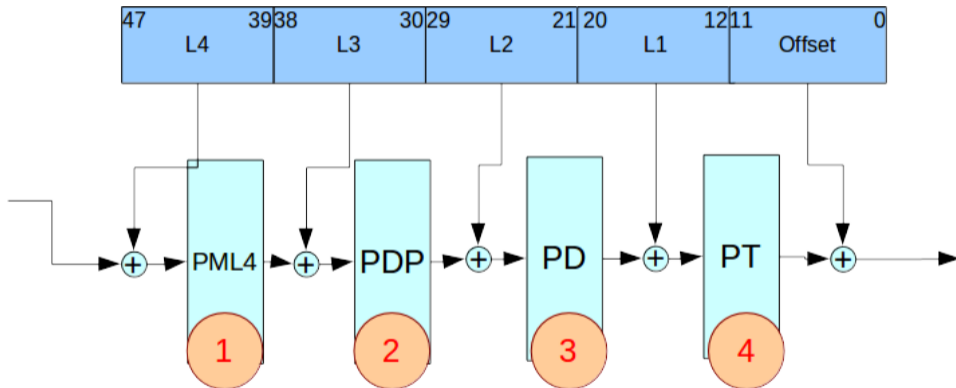 47 39 38 30 29 21 20 12 11 0
L4 L3 L2 L1 Offset
+ PML4 + PDP + PD + PT +
1 2 3 4